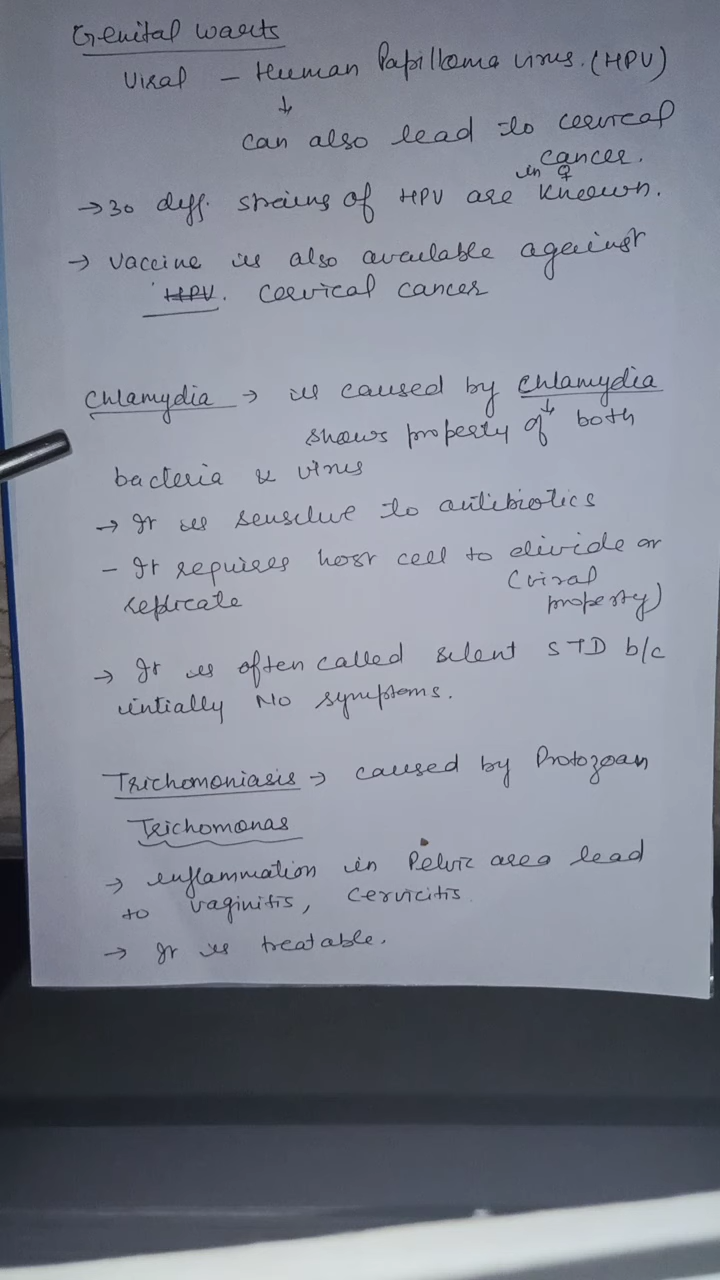 Genital warts
Viral - Human Papilloma virus. (HPV)
↓
can also lead to cervical
cancer.
in ♀
→ 30 diff. strains of HPV are known.
→ Vaccine is also available against
HPV. cervical cancer
Chlamydia → is caused by Chlamydia
↓
shows property of both
bacteria & virus
→ It is sensitive to antibiotics
- It requires host cell to divide or
replicate (viral
property)
→ It is often called silent STD b/c
intially No symptoms.
Trichomoniasis → caused by Protozoan
Trichomonas
→ inflammation in Pelvic area lead
to vaginitis, cervicitis.
→ It is treatable.